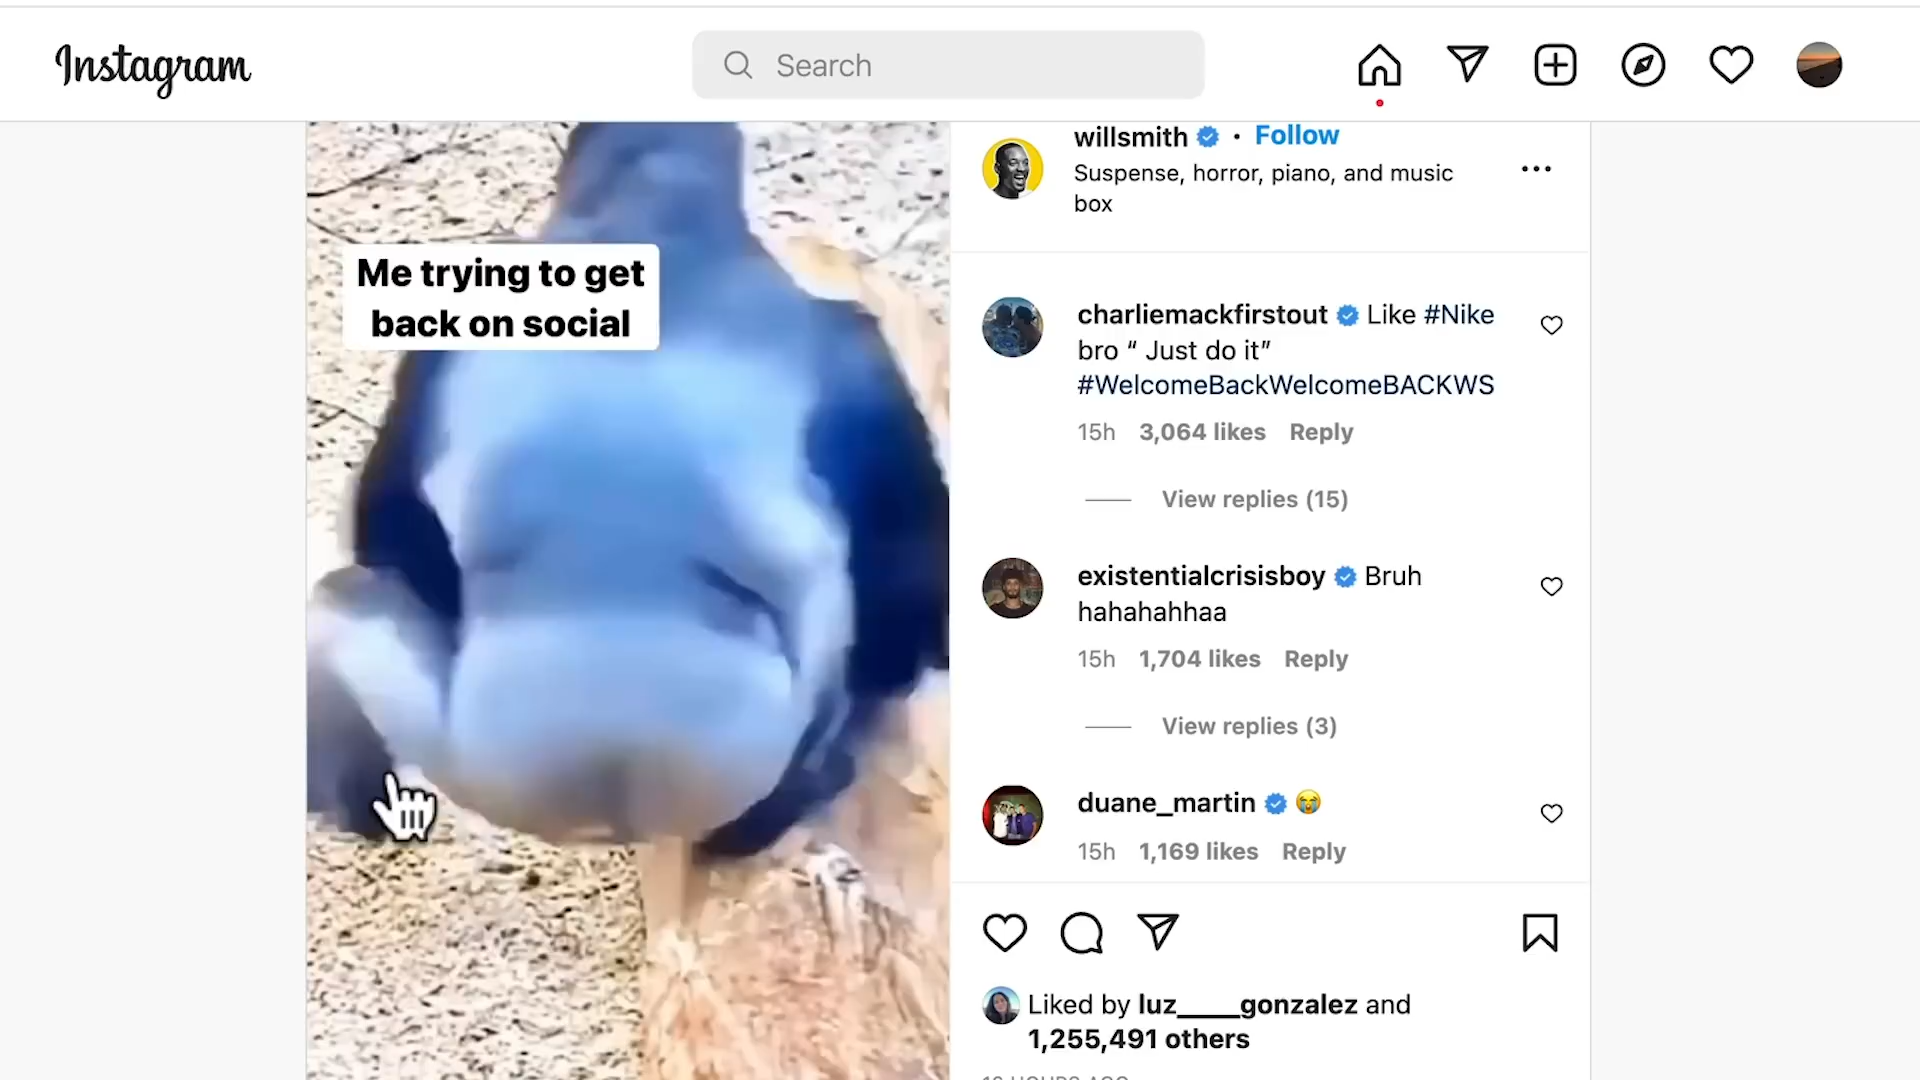 Instagram
Search
willsmith • Follow
Suspense, horror, piano, and music
box
Me trying to get
back on social
charliemackfirstout Like #Nike
bro “ Just do it”
#WelcomeBackWelcomeBACKWS
15h 3,064 likes Reply
View replies (15)
existentialcrisisboy Bruh
hahahahhaa
15h 1,704 likes Reply
View replies (3)
duane_martin 😭
15h 1,169 likes Reply
Liked by luz_____gonzalez and
1,255,491 others